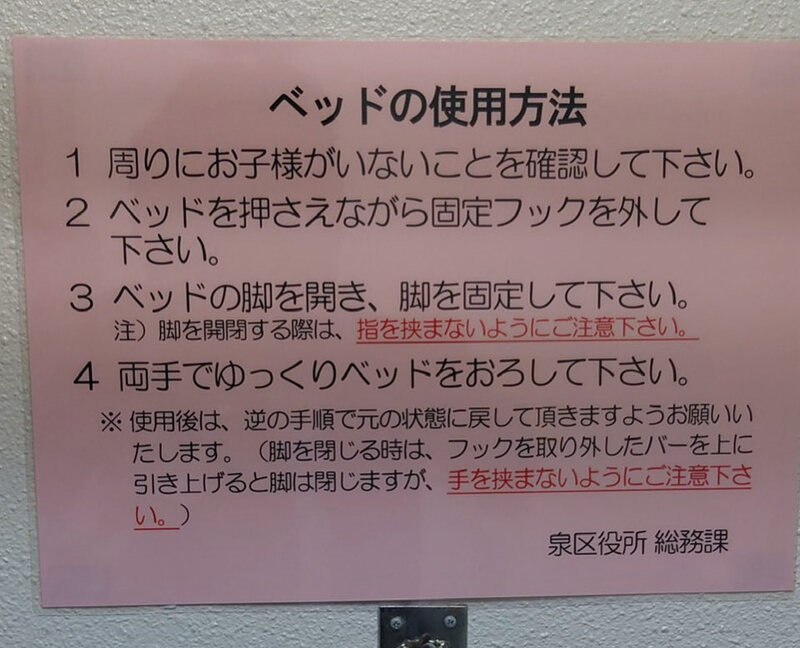 ベッドの使用方法
1 周りにお子様がいないことを確認して下さい。
2 ベッドを押さえながら固定フックを外して
下さい。
3 ベッドの脚を開き、脚を固定して下さい。
注）脚を開閉する際は、指を挟まないようにご注意下さい。
4 両手でゆっくりベッドをおろして下さい。
※ 使用後は、逆の手順で元の状態に戻して頂きますようお願いい
たします。（脚を閉じる時は、フックを取り外したバーを上に
引き上げると脚は閉じますが、手を挟まないようにご注意下さ
い。）
泉区役所 総務課